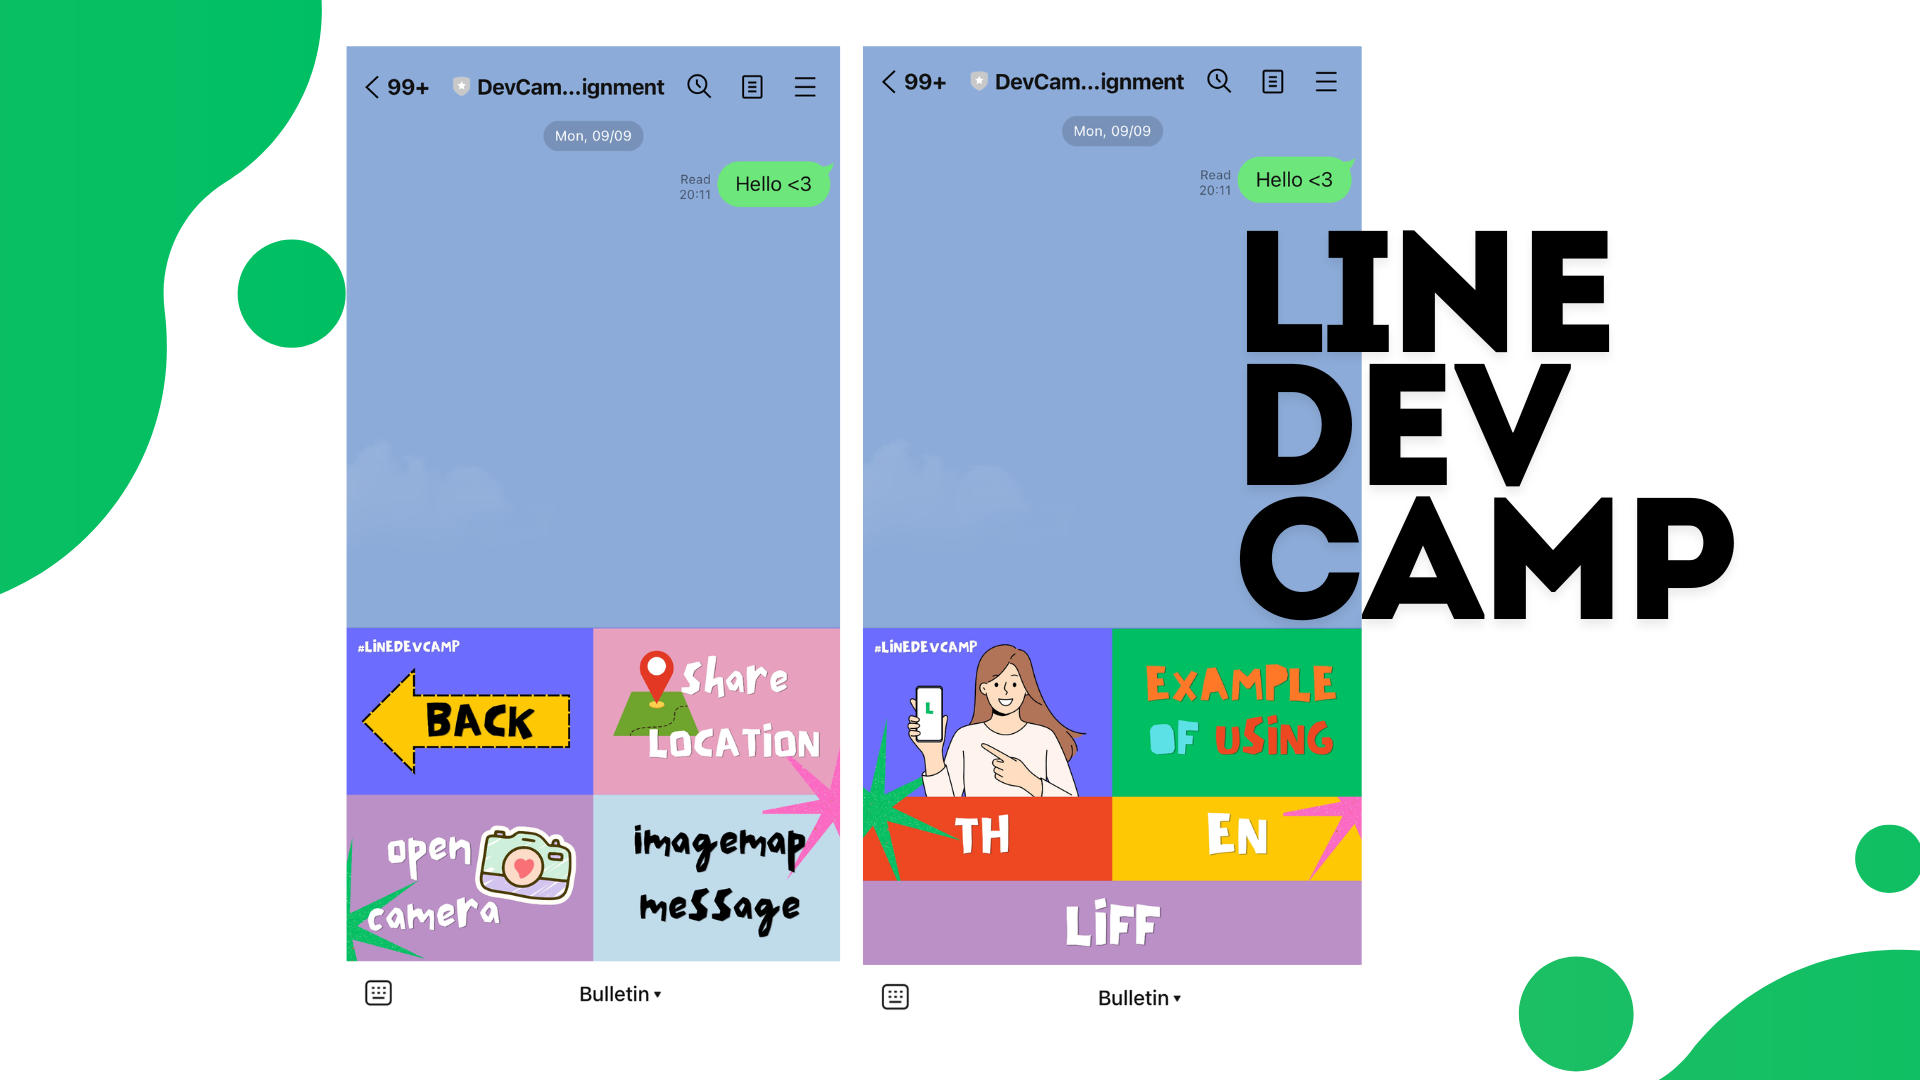 99+
DevCam...ignment
Mon, 09/09
Read
20:11
Hello <3
#LiNEDEVCAMP
BACK
Share
LOCATiON
open
camera
imagemap
message
Bulletin
99+
DevCam...ignment
Mon, 09/09
Read
20:11
Hello <3
LINE
DEV
CAMP
#LiNEDEVCAMP
L
EXAMPLE
OF USiNG
TH
EN
LiFF
Bulletin